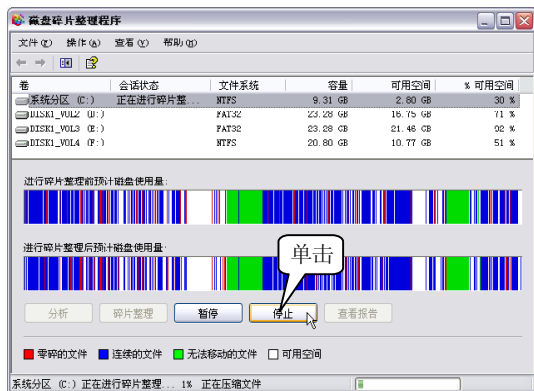 磁盘碎片整理程序
文件(F) 操作(A) 查看(V) 帮助(H)
卷 会话状态 文件系统 容量 可用空间 % 可用空间
系统分区 (C:) 正在进行碎片整... NTFS 9.31 GB 2.80 GB 30 %
DISK1_VOL2 (D:) FAT32 23.28 GB 16.75 GB 71 %
DISK1_VOL3 (E:) FAT32 23.28 GB 21.46 GB 92 %
DISK1_VOL4 (F:) NTFS 20.80 GB 10.77 GB 51 %
进行碎片整理前预计磁盘使用量:
进行碎片整理后预计磁盘使用量:
单击
分析 碎片整理 暂停 停止 查看报告
零碎的文件 连续的文件 无法移动的文件 可用空间
系统分区 (C:) 正在进行碎片整理... 1% 正在压缩文件